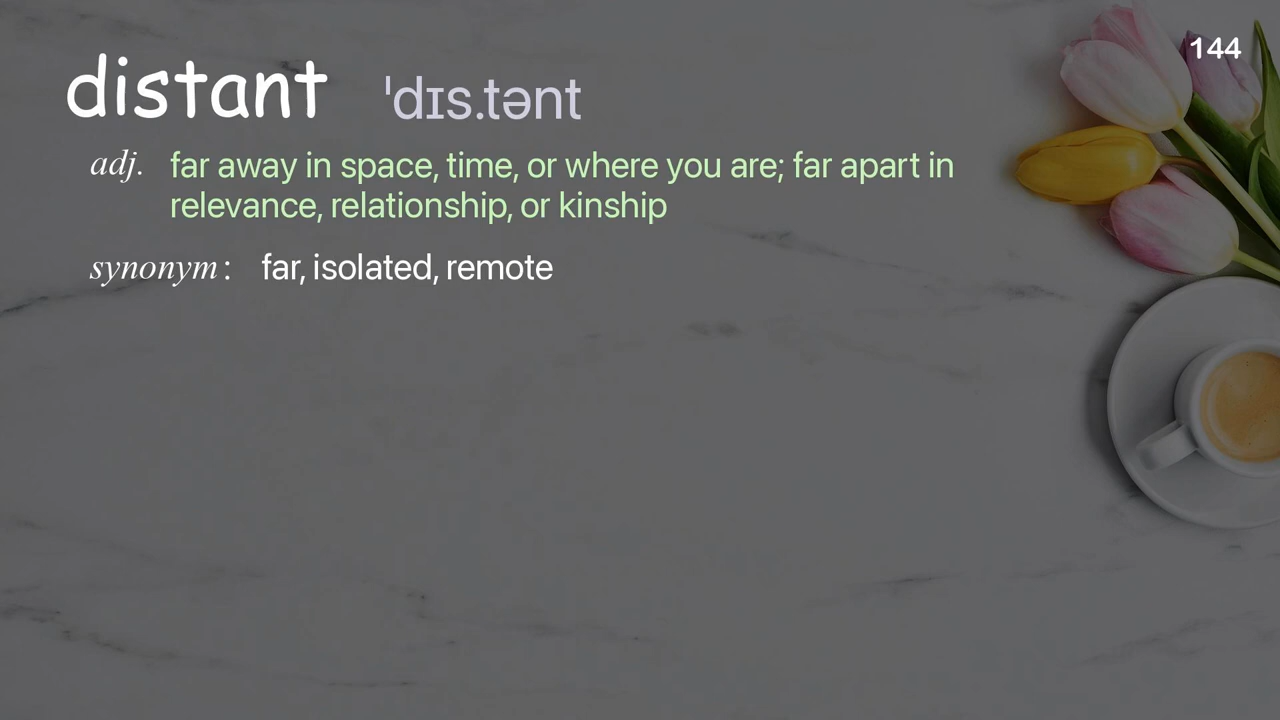 144
distant ˈdɪs.tənt
adj. far away in space, time, or where you are; far apart in
relevance, relationship, or kinship
synonym: far, isolated, remote